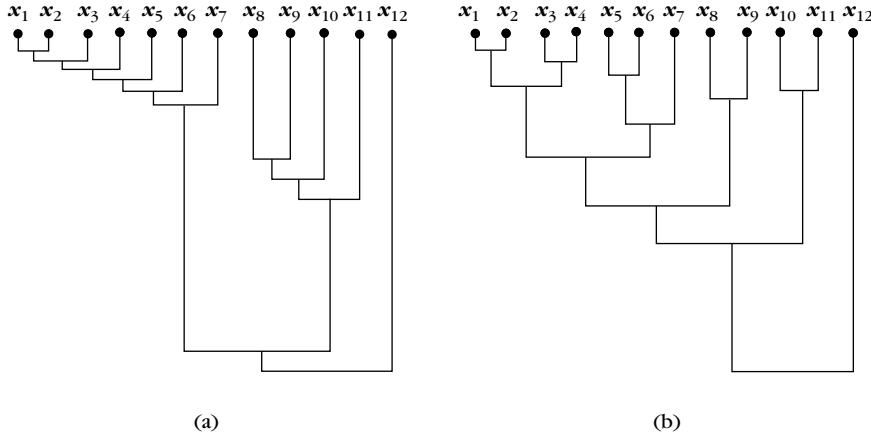 x₁ x₂ x₃ x₄ x₅ x₆ x₇ x₈ x₉ x₁₀ x₁₁ x₁₂ x₁ x₂ x₃ x₄ x₅ x₆ x₇ x₈ x₉ x₁₀ x₁₁ x₁₂
(a) (b)